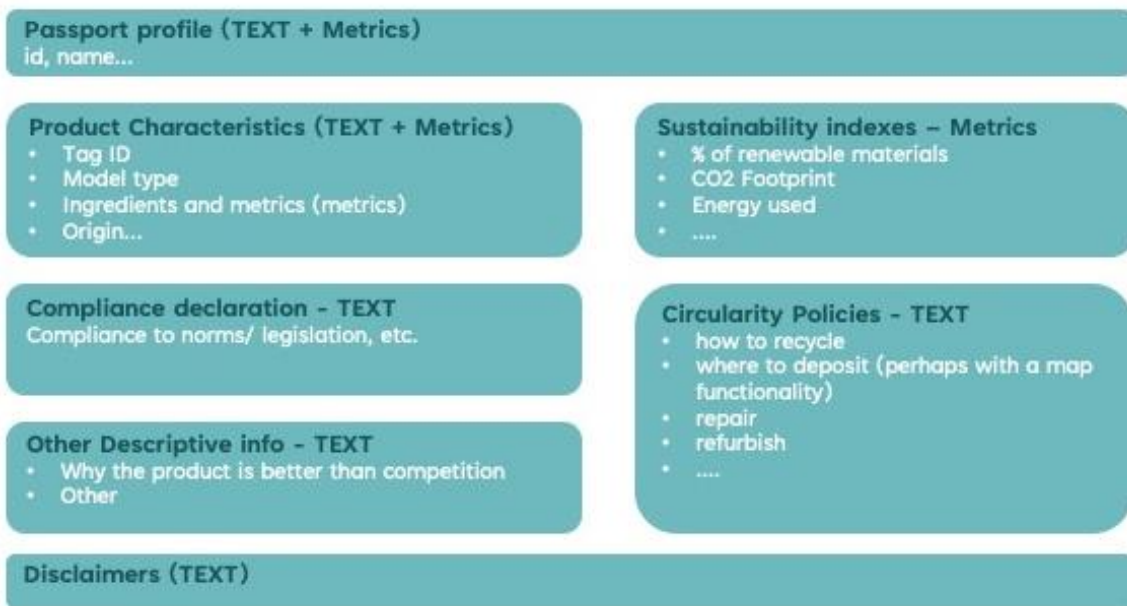 Passport profile (TEXT + Metrics)
id, name...
Product Characteristics (TEXT + Metrics)
• Tag ID
• Model type
• Ingredients and metrics (metrics)
• Origin...
Sustainability indexes – Metrics
• % of renewable materials
• CO2 Footprint
• Energy used
• ....
Compliance declaration - TEXT
Compliance to norms/ legislation, etc.
Circularity Policies - TEXT
• how to recycle
• where to deposit (perhaps with a map
functionality)
• repair
• refurbish
• ....
Other Descriptive info - TEXT
• Why the product is better than competition
• Other
Disclaimers (TEXT)